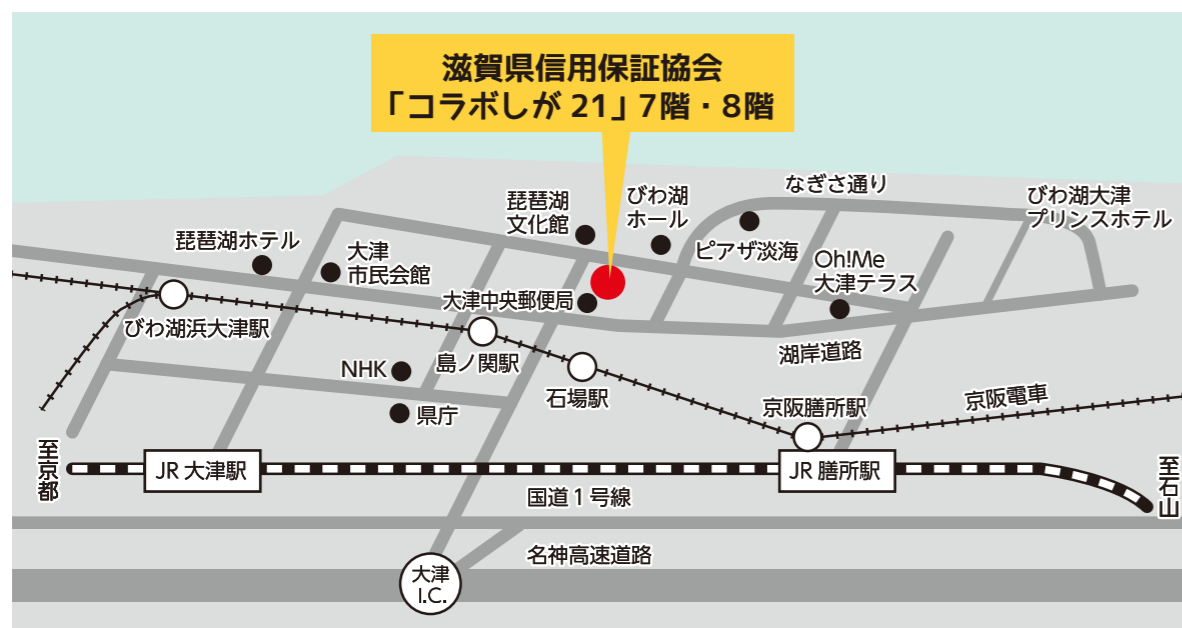 滋賀県信用保証協会
「コラボしが 21」7階・8階
なぎさ通り
びわ湖大津
プリンスホテル
琵琶湖
文化館
びわ湖
ホール
ピアザ淡海
琵琶湖ホテル
大津
市民会館
Oh!Me
大津テラス
大津中央郵便局
びわ湖浜大津駅
島ノ関駅
湖岸道路
NHK
石場駅
県庁
京阪膳所駅
京阪電車
至京都
JR 大津駅
JR 膳所駅
至石山
国道 1 号線
名神高速道路
大津
I.C.